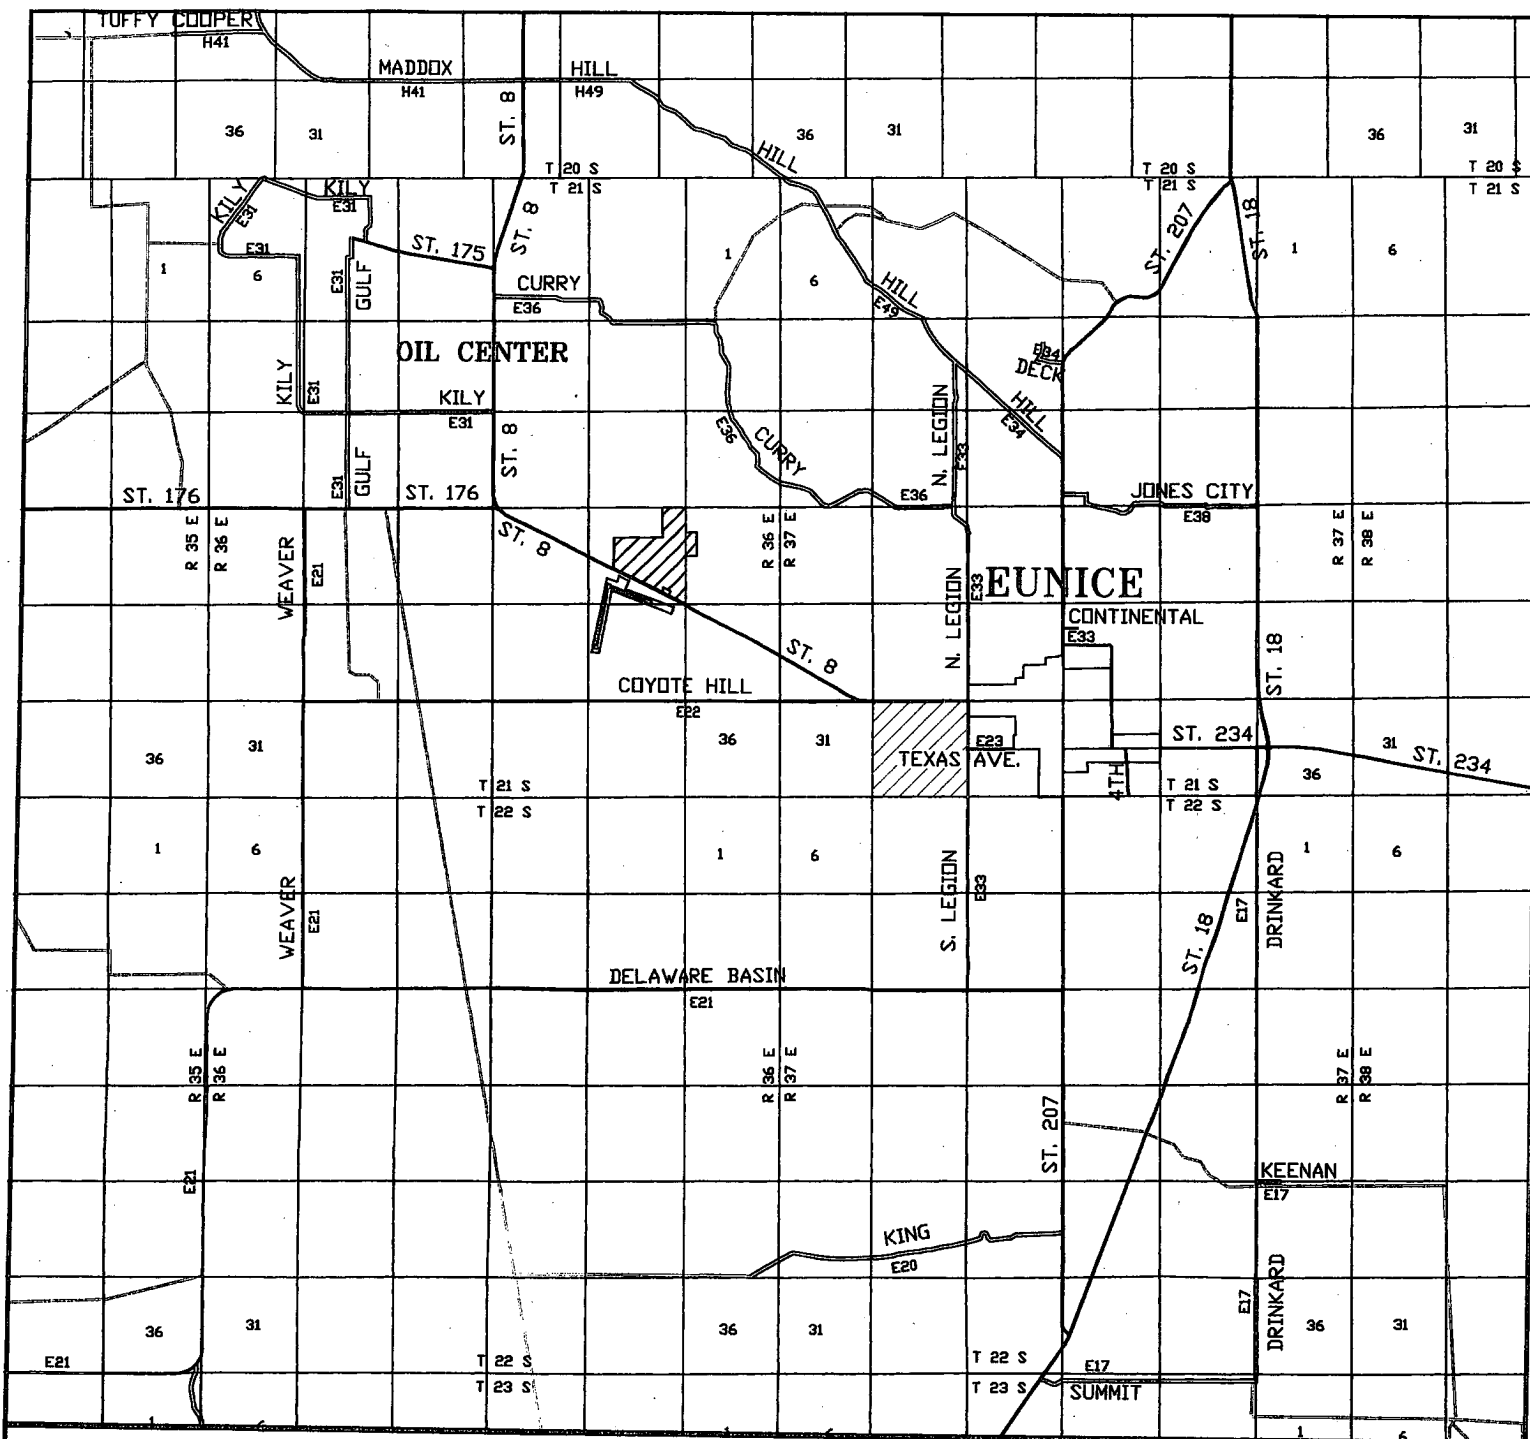 TUFFY COOPER
H41
MADDOX
H41
HILL
H49
ST. 8
36
31
36
31
36
31
HILL
T 20 S
T 21 S
T 20 S
T 21 S
T 20 S
T 21 S
KILY
E31
KILY
E31
E31
ST. 175
ST. 8
ST. 207
ST. 18
1
6
1
6
1
6
E31
GULF
CURRY
E36
HILL
E49
OIL CENTER
E34
DECK
KILY
E31
KILY
E31
HILL
E34
N. LEGION
E33
CURRY
E36
ST. 8
GULF
E31
ST. 176
ST. 176
E36
JONES CITY
E38
ST. 8
R 35 E
R 36 E
R 36 E
R 37 E
R 37 E
R 38 E
WEAVER
E21
EUNICE
N. LEGION
E33
CONTINENTAL
E33
ST. 8
ST. 18
COYOTE HILL
E22
36
31
36
31
E23
TEXAS AVE.
ST. 234
31
ST. 234
36
4TH
T 21 S
T 22 S
T 21 S
T 22 S
1
6
1
6
1
6
WEAVER
E21
S. LEGION
E33
E17
DRINKARD
ST. 18
DELAWARE BASIN
E21
R 35 E
R 36 E
R 36 E
R 37 E
R 37 E
R 38 E
ST. 207
E21
KEENAN
E17
KING
E20
E17
DRINKARD
36
31
36
31
36
31
E21
T 22 S
T 23 S
T 22 S
T 23 S
E17
SUMMIT
1
6
1
6
1
6